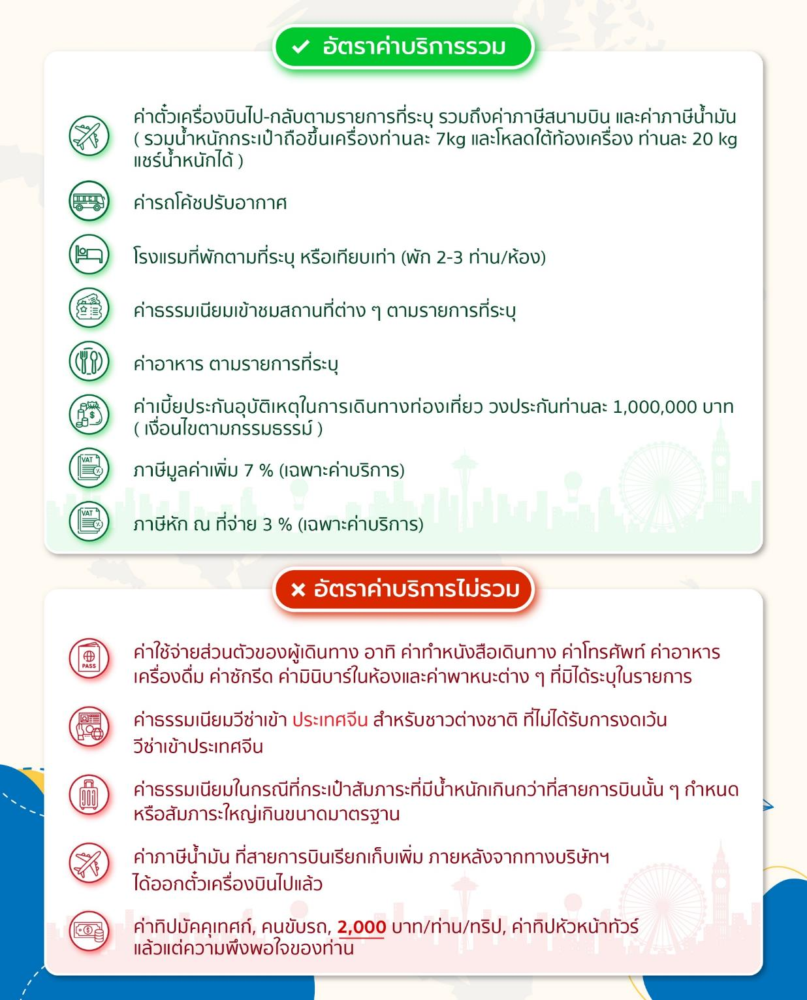 อัตราค่าบริการรวม
ค่าตั๋วเครื่องบินไป-กลับตามรายการที่ระบุ รวมถึงค่าภาษีสนามบิน และค่าภาษีน้ำมัน
( รวมน้ำหนักกระเป๋าถือขึ้นเครื่องท่านละ 7kg และโหลดใต้ท้องเครื่อง ท่านละ 20 kg
แชร์น้ำหนักได้ )
ค่ารถโค้ชปรับอากาศ
โรงแรมที่พักตามที่ระบุ หรือเทียบเท่า (พัก 2-3 ท่าน/ห้อง)
ค่าธรรมเนียมเข้าชมสถานที่ต่าง ๆ ตามรายการที่ระบุ
ค่าอาหาร ตามรายการที่ระบุ
ค่าเบี้ยประกันอุบัติเหตุในการเดินทางท่องเที่ยว วงประกันท่านละ 1,000,000 บาท
( เงื่อนไขตามกรรมธรรม์ )
VAT
ภาษีมูลค่าเพิ่ม 7 % (เฉพาะค่าบริการ)
VAT
ภาษีหัก ณ ที่จ่าย 3 % (เฉพาะค่าบริการ)
อัตราค่าบริการไม่รวม
PASS
ค่าใช้จ่ายส่วนตัวของผู้เดินทาง อาทิ ค่าทำหนังสือเดินทาง ค่าโทรศัพท์ ค่าอาหาร
เครื่องดื่ม ค่าซักรีด ค่ามินิบาร์ในห้องและค่าพาหนะต่าง ๆ ที่มิได้ระบุในรายการ
ค่าธรรมเนียมวีซ่าเข้า ประเทศจีน สำหรับชาวต่างชาติ ที่ไม่ได้รับการงดเว้น
วีซ่าเข้าประเทศจีน
ค่าธรรมเนียมในกรณีที่กระเป๋าสัมภาระที่มีน้ำหนักเกินกว่าที่สายการบินนั้น ๆ กำหนด
หรือสัมภาระใหญ่เกินขนาดมาตรฐาน
ค่าภาษีน้ำมัน ที่สายการบินเรียกเก็บเพิ่ม ภายหลังจากทางบริษัทฯ
ได้ออกตั๋วเครื่องบินไปแล้ว
ค่าทิปมัคคุเทศก์, คนขับรถ, 2,000 บาท/ท่าน/ทริป, ค่าทิปหัวหน้าทัวร์
แล้วแต่ความพึงพอใจของท่าน